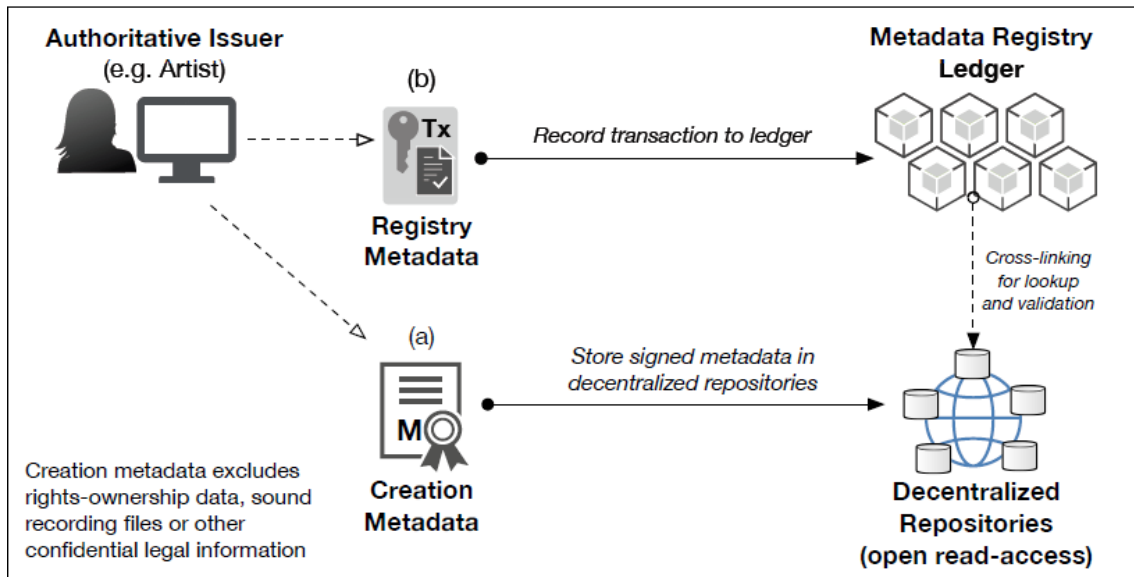 Authoritative Issuer
(e.g. Artist)
(b)
Tx
Registry
Metadata
Record transaction to ledger
Metadata Registry
Ledger
Cross-linking
for lookup
and validation
(a)
M
Creation
Metadata
Store signed metadata in
decentralized repositories
Decentralized
Repositories
(open read-access)
Creation metadata excludes
rights-ownership data, sound
recording files or other
confidential legal information